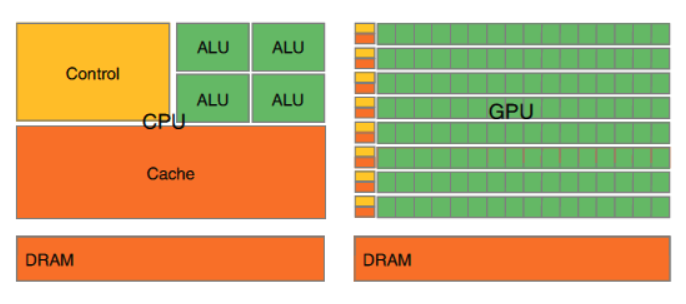 Control
ALU ALU
ALU ALU
CPU
Cache
DRAM
GPU
DRAM